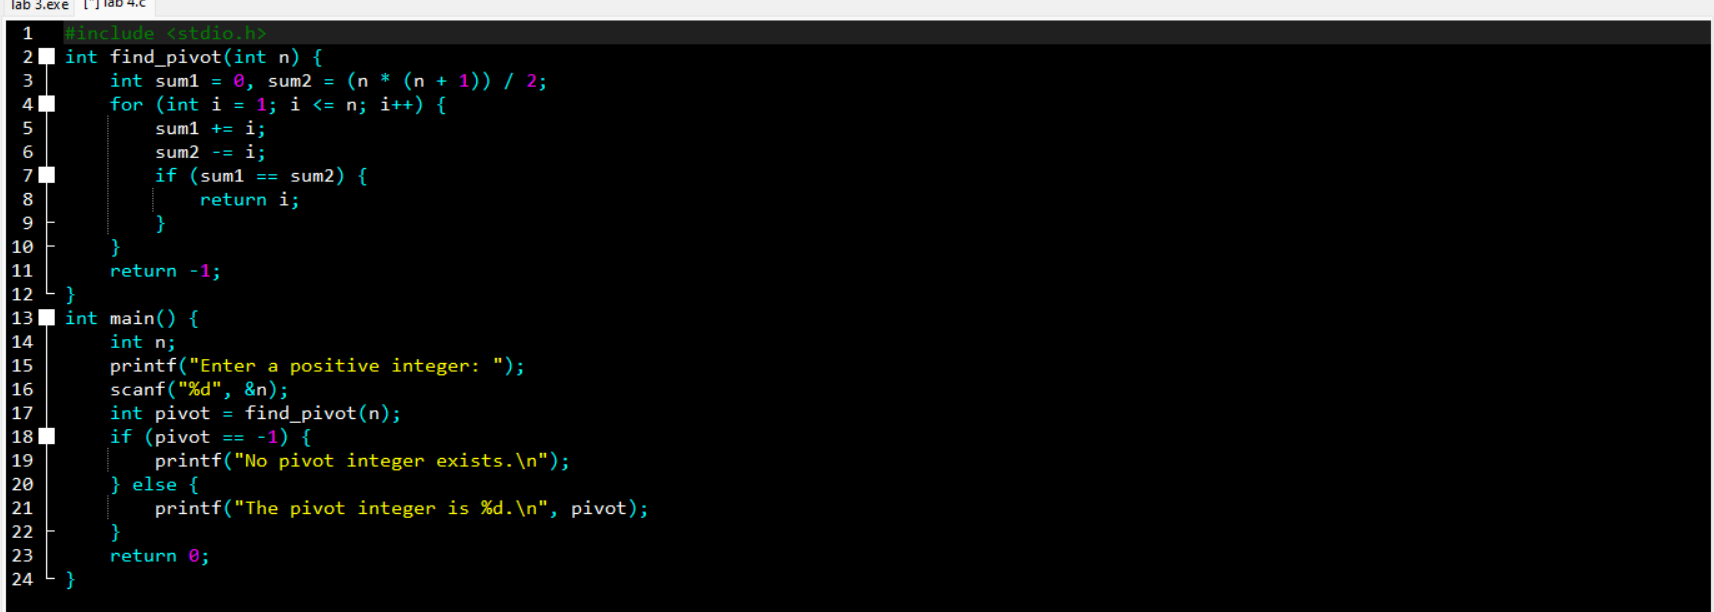 lab 3.exe [*] lab 4.c
1 #include <stdio.h>
2 int find_pivot(int n) {
3     int sum1 = 0, sum2 = (n * (n + 1)) / 2;
4     for (int i = 1; i <= n; i++) {
5         sum1 += i;
6         sum2 -= i;
7         if (sum1 == sum2) {
8             return i;
9         }
10     }
11     return -1;
12 }
13 int main() {
14     int n;
15     printf("Enter a positive integer: ");
16     scanf("%d", &n);
17     int pivot = find_pivot(n);
18     if (pivot == -1) {
19         printf("No pivot integer exists.\n");
20     } else {
21         printf("The pivot integer is %d.\n", pivot);
22     }
23     return 0;
24 }